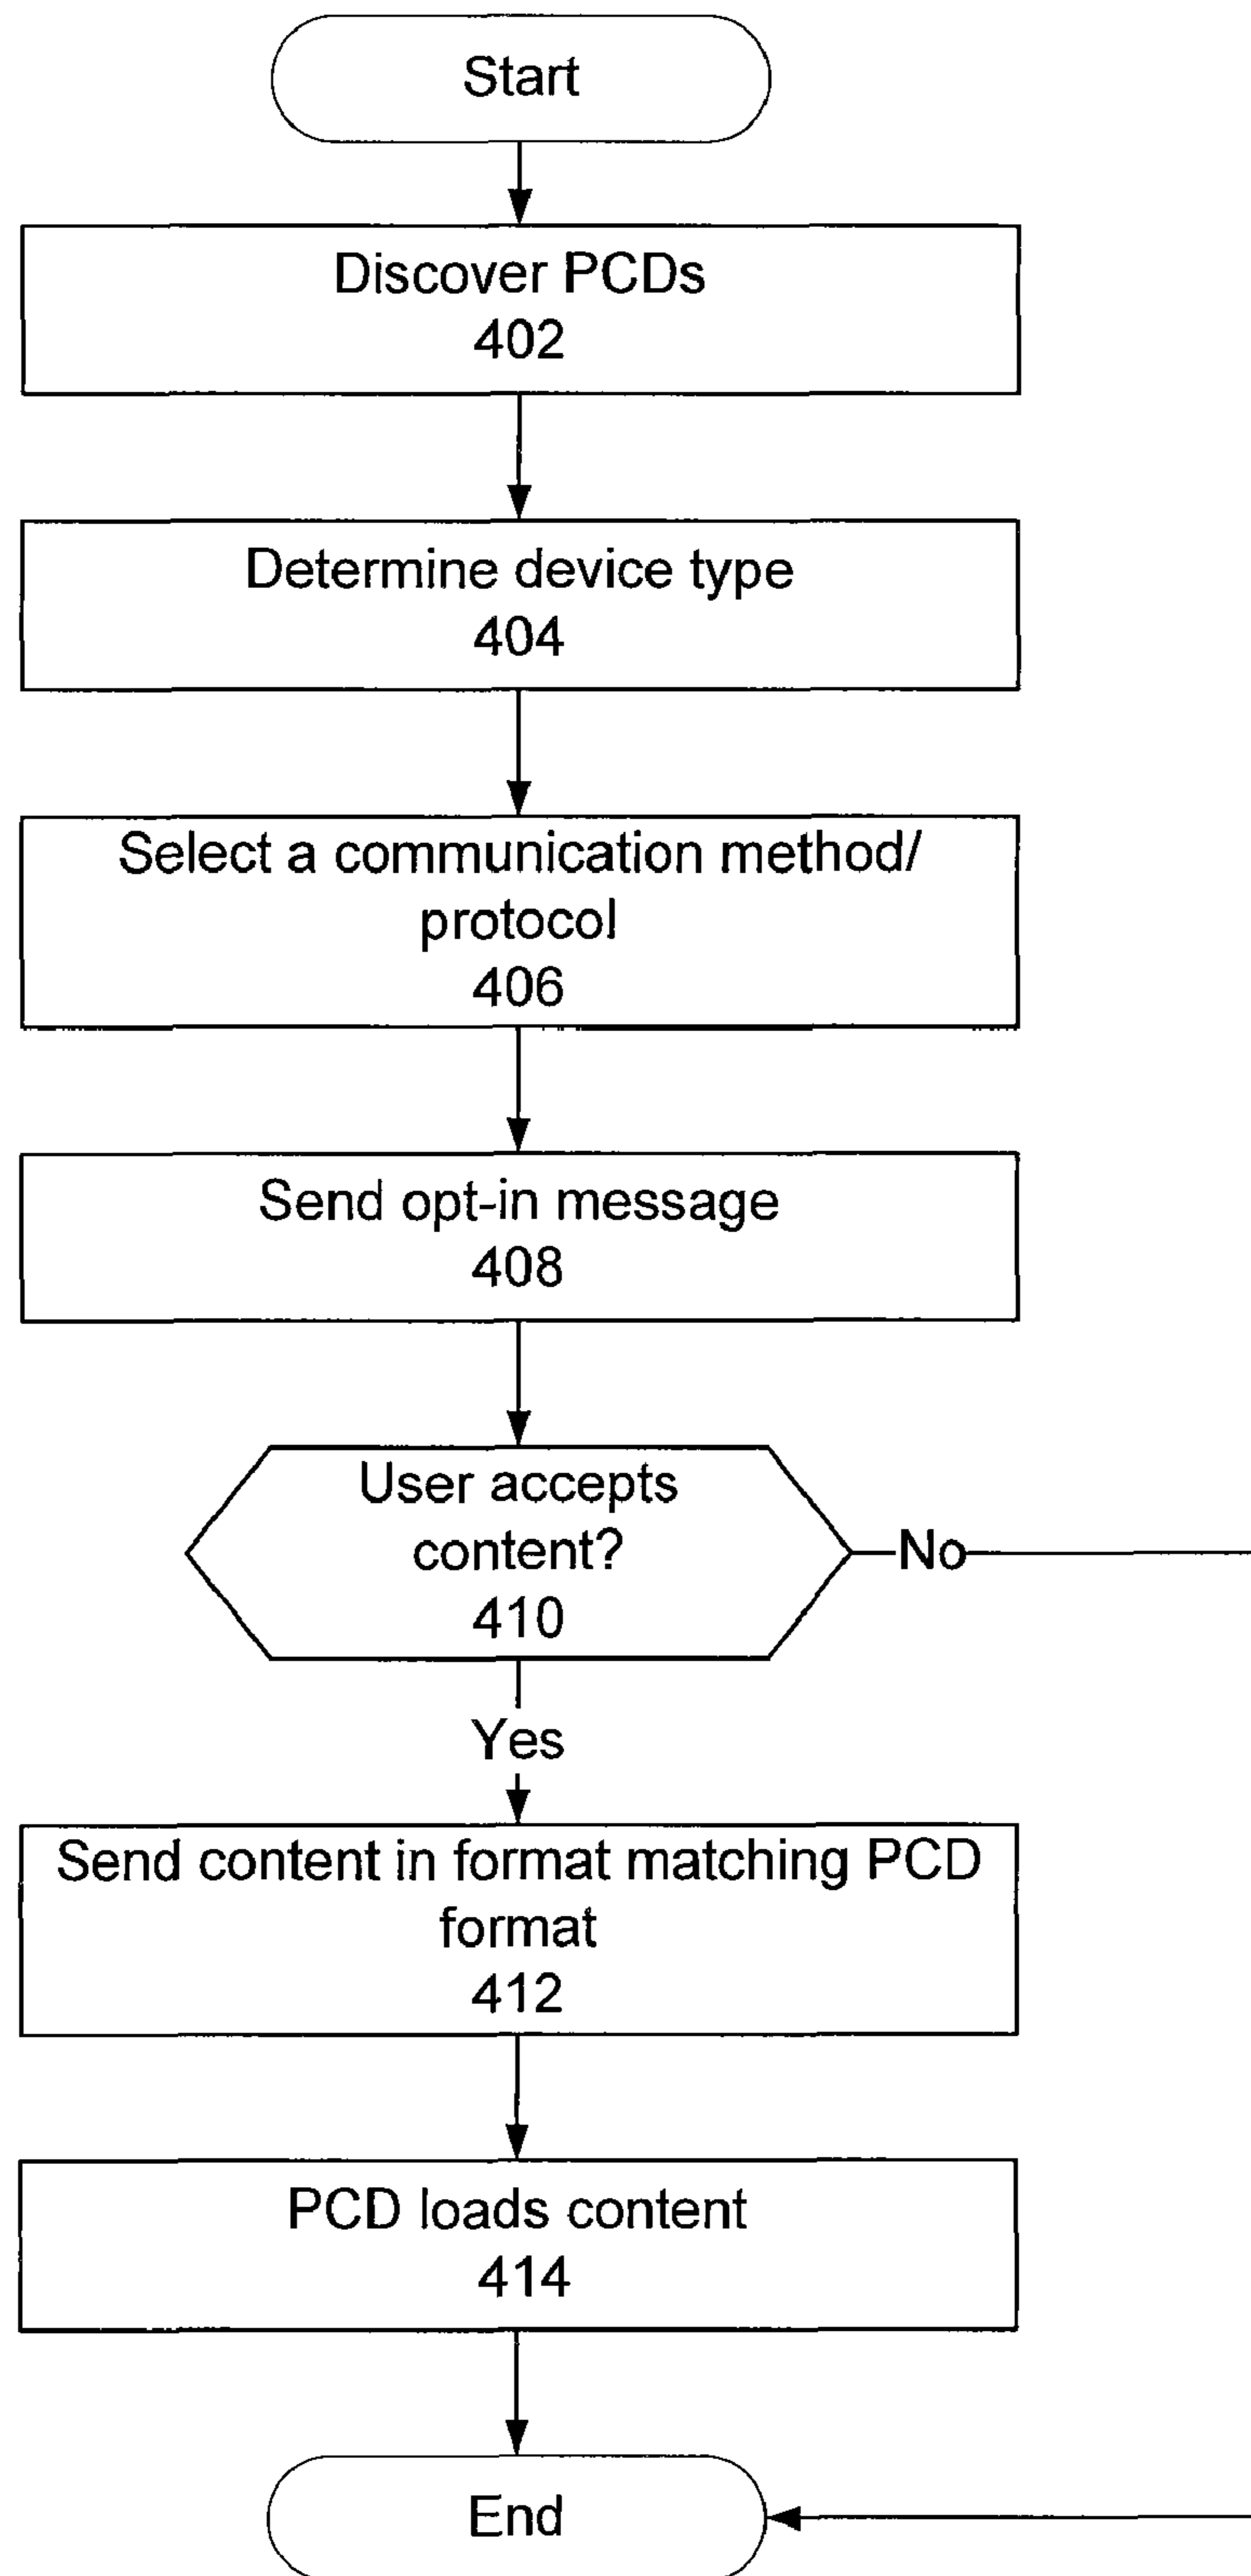 Start
Discover PCDs
402
Determine device type
404
Select a communication method/
protocol
406
Send opt-in message
408
User accepts
content?
410
No
Yes
Send content in format matching PCD
format
412
PCD loads content
414
End